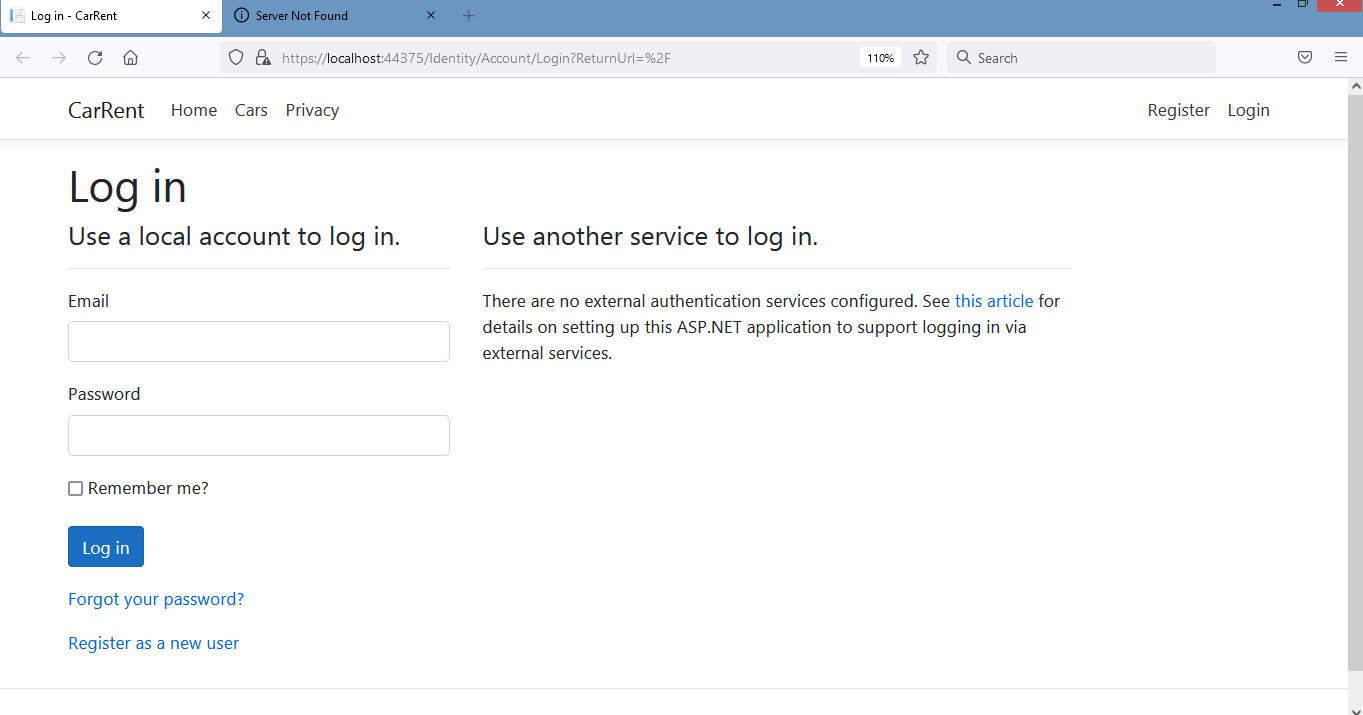 Log in - CarRent
Server Not Found
https://localhost:44375/Identity/Account/Login?ReturnUrl=%2F
110%
Search
CarRent Home Cars Privacy Register Login
Log in
Use a local account to log in.
Email
Password
Remember me?
Log in
Forgot your password?
Register as a new user
Use another service to log in.
There are no external authentication services configured. See this article for
details on setting up this ASP.NET application to support logging in via
external services.